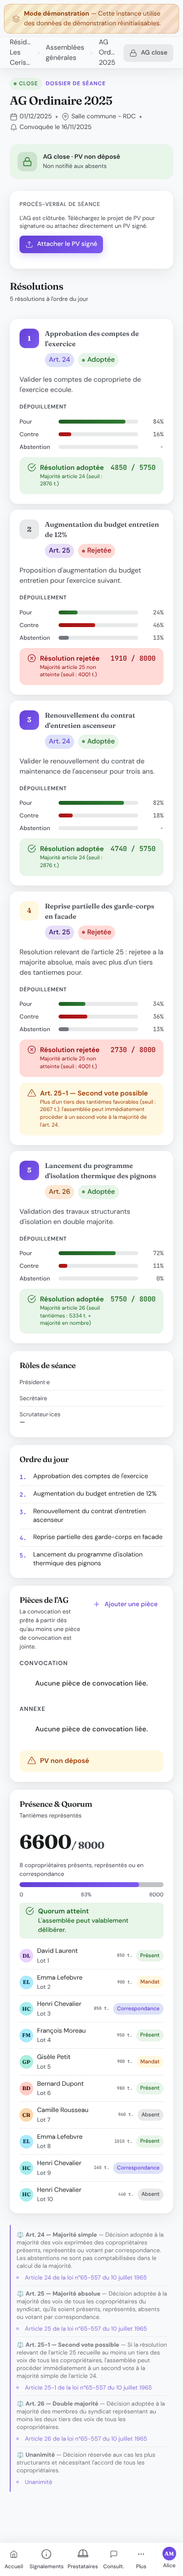 Mode démonstration — Cette instance utilise
des données de démonstration réinitialisables.
Résid... Les Ceris...
Assemblées générales
AG Ord... 2025
AG close
CLOSE DOSSIER DE SÉANCE
AG Ordinaire 2025
01/12/2025 • Salle commune - RDC •
Convoquée le 16/11/2025
AG close · PV non déposé
Non notifié aux absents
PROCÈS-VERBAL DE SÉANCE
L'AG est clôturée. Téléchargez le projet de PV pour
signature ou attachez directement un PV signé.
Attacher le PV signé
Résolutions
5 résolutions à l'ordre du jour
1 Approbation des comptes de
l'exercice
Art. 24 Adoptée
Valider les comptes de copropriete de
l'exercice ecoule.
DÉPOUILLEMENT
Pour 84%
Contre 16%
Abstention -
Résolution adoptée 4850 / 5750
Majorité article 24 (seuil :
2876 t.)
2 Augmentation du budget entretien
de 12%
Art. 25 Rejetée
Proposition d'augmentation du budget
entretien pour l'exercice suivant.
DÉPOUILLEMENT
Pour 24%
Contre 46%
Abstention 13%
Résolution rejetée 1910 / 8000
Majorité article 25 non
atteinte (seuil : 4001 t.)
3 Renouvellement du contrat
d'entretien ascenseur
Art. 24 Adoptée
Valider le renouvellement du contrat de
maintenance de l'ascenseur pour trois ans.
DÉPOUILLEMENT
Pour 82%
Contre 18%
Abstention -
Résolution adoptée 4740 / 5750
Majorité article 24 (seuil :
2876 t.)
4 Reprise partielle des garde-corps
en facade
Art. 25 Rejetée
Resolution relevant de l'article 25 : rejetee a la
majorite absolue, mais avec plus d'un tiers
des tantiemes pour.
DÉPOUILLEMENT
Pour 34%
Contre 36%
Abstention 13%
Résolution rejetée 2730 / 8000
Majorité article 25 non
atteinte (seuil : 4001 t.)
Art. 25-1 — Second vote possible
Plus d'un tiers des tantièmes favorables (seuil :
2667 t.) : l'assemblée peut immédiatement
procéder à un second vote à la majorité de
l'art. 24.
5 Lancement du programme
d'isolation thermique des pignons
Art. 26 Adoptée
Validation des travaux structurants
d'isolation en double majorite.
DÉPOUILLEMENT
Pour 72%
Contre 11%
Abstention 0%
Résolution adoptée 5750 / 8000
Majorité article 26 (seuil
tantièmes : 5334 t. +
majorité en nombre)
Rôles de séance
Président·e
Secrétaire
Scrutateur·ices
—
Ordre du jour
1. Approbation des comptes de l'exercice
2. Augmentation du budget entretien de 12%
3. Renouvellement du contrat d'entretien
ascenseur
4. Reprise partielle des garde-corps en facade
5. Lancement du programme d'isolation
thermique des pignons
Pièces de l'AG
La convocation est
prête à partir dès
qu'au moins une pièce
de convocation est
jointe.
Ajouter une pièce
CONVOCATION
Aucune pièce de convocation liée.
ANNEXE
Aucune pièce de convocation liée.
PV non déposé
Présence & Quorum
Tantièmes représentés
6600 / 8000
8 copropriétaires présents, représentés ou en
correspondance
0 83% 8000
Quorum atteint
L'assemblée peut valablement
délibérer.
DL David Laurent 850 t. Présent
Lot 1
EL Emma Lefebvre 900 t. Mandat
Lot 2
HC Henri Chevalier 850 t. Correspondance
Lot 3
FM François Moreau 950 t. Présent
Lot 4
GP Gisèle Petit 900 t. Mandat
Lot 5
BD Bernard Dupont 980 t. Présent
Lot 6
CR Camille Rousseau 960 t. Absent
Lot 7
EL Emma Lefebvre 1010 t. Présent
Lot 8
HC Henri Chevalier 160 t. Correspondance
Lot 9
HC Henri Chevalier 440 t. Absent
Lot 10
Art. 24 — Majorité simple — Décision adoptée à la
majorité des voix exprimées des copropriétaires
présents, représentés ou votant par correspondance.
Les abstentions ne sont pas comptabilisées dans le
calcul de la majorité.
Article 24 de la loi n°65-557 du 10 juillet 1965
Art. 25 — Majorité absolue — Décision adoptée à la
majorité des voix de tous les copropriétaires du
syndicat, qu'ils soient présents, représentés, absents
ou votant par correspondance.
Article 25 de la loi n°65-557 du 10 juillet 1965
Art. 25-1 — Second vote possible — Si la résolution
relevant de l'article 25 recueille au moins un tiers des
voix de tous les copropriétaires, l'assemblée peut
procéder immédiatement à un second vote à la
majorité simple de l'article 24.
Article 25-1 de la loi n°65-557 du 10 juillet 1965
Art. 26 — Double majorité — Décision adoptée à la
majorité des membres du syndicat représentant au
moins les deux tiers des voix de tous les
copropriétaires.
Article 26 de la loi n°65-557 du 10 juillet 1965
Unanimité — Décision réservée aux cas les plus
structurants et nécessitant l'accord de tous les
copropriétaires.
Unanimité
Accueil Signalements Prestataires Consult. Plus AM Alice